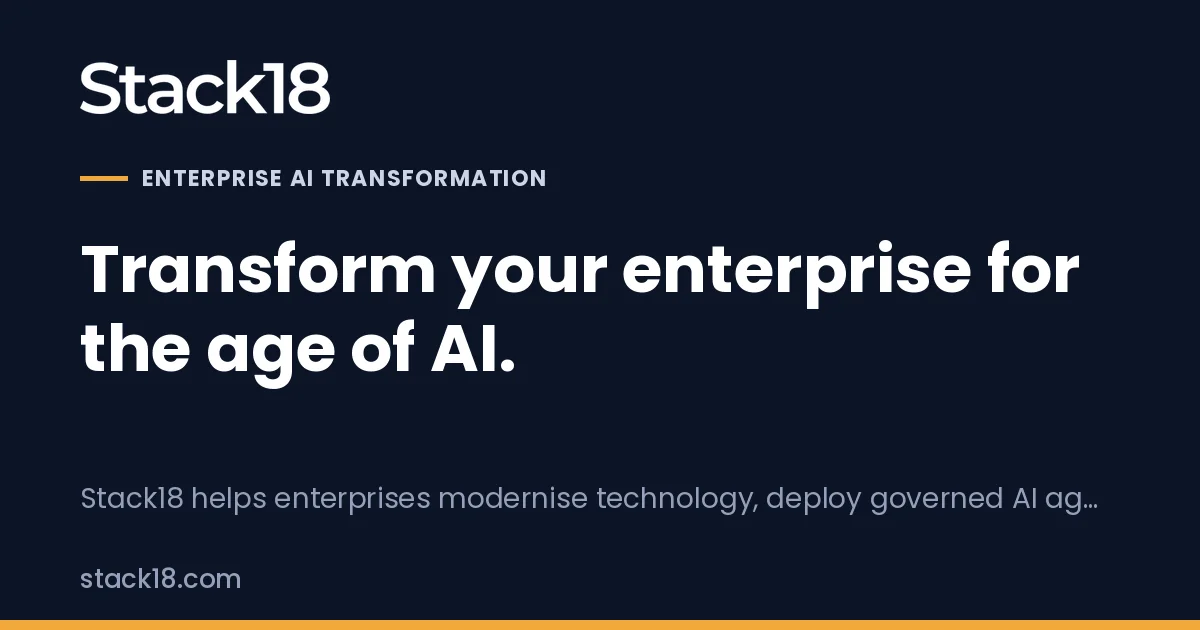 Stack18
ENTERPRISE AI TRANSFORMATION
Transform your enterprise for
the age of AI.
Stack18 helps enterprises modernise technology, deploy governed AI ag…
stack18.com